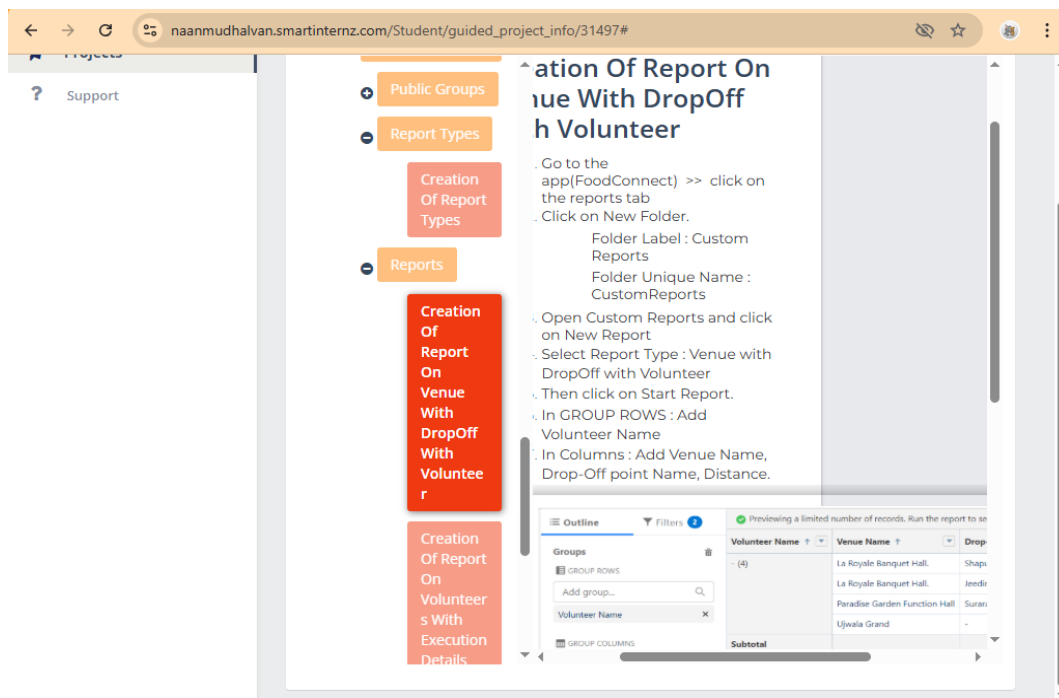 naanmudhalvan.smartinternz.com/Student/guided_project_info/31497#
Projects
? Support
Public Groups
Report Types
Creation
Of Report
Types
Reports
Creation
Of
Report
On
Venue
With
DropOff
With
Voluntee
r
Creation
Of Report
On
Volunteer
s With
Execution
Details
ation Of Report On
nue With DropOff
h Volunteer
. Go to the
app(FoodConnect) >> click on
the reports tab
. Click on New Folder.
Folder Label : Custom
Reports
Folder Unique Name :
CustomReports
. Open Custom Reports and click
on New Report
. Select Report Type : Venue with
DropOff with Volunteer
. Then click on Start Report.
. In GROUP ROWS : Add
Volunteer Name
. In Columns : Add Venue Name,
Drop-Off point Name, Distance.
Outline Filters 2
Groups
GROUP ROWS
Add group...
Volunteer Name
GROUP COLUMNS
Previewing a limited number of records. Run the report to se
Volunteer Name Venue Name Drop-
- (4) La Royale Banquet Hall. Shapu
La Royale Banquet Hall. Jeedi
Paradise Garden Function Hall Surar
Ujwala Grand -
Subtotal